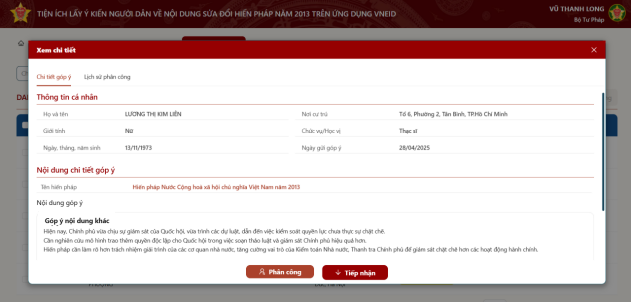 TIỆN ÍCH LẤY Ý KIẾN NGƯỜI DÂN VỀ NỘI DUNG SỬA ĐỔI HIẾN PHÁP NĂM 2013 TRÊN ỨNG DỤNG VNEID
VŨ THANH LONG
Bộ Tư Pháp
Xem chi tiết
Chi tiết góp ý
Lịch sử phân công
Thông tin cá nhân
Họ và tên
LƯƠNG THỊ KIM LIÊN
Nơi cư trú
Tổ 6, Phường 2, Tân Bình, TP.Hồ Chí Minh
Giới tính
Nữ
Chức vụ/Học vị
Thạc sĩ
Ngày, tháng, năm sinh
13/11/1973
Ngày gửi góp ý
28/04/2025
Nội dung chi tiết góp ý
Tên hiến pháp
Hiến pháp Nước Cộng hoà xã hội chủ nghĩa Việt Nam năm 2013
Nội dung góp ý
Góp ý nội dung khác
Hiện nay, Chính phủ vừa chịu sự giám sát của Quốc hội, vừa trình các dự luật, dẫn đến việc kiểm soát quyền lực chưa thực sự chặt chẽ.
Cần nghiên cứu mô hình trao thêm quyền độc lập cho Quốc hội trong việc soạn thảo luật và giám sát Chính phủ hiệu quả hơn.
Hiến pháp cần làm rõ hơn trách nhiệm giải trình của các cơ quan nhà nước, tăng cường vai trò của Kiểm toán Nhà nước, Thanh tra Chính phủ để giám sát chặt chẽ hơn các hoạt động hành chính.
Phân công
Tiếp nhận